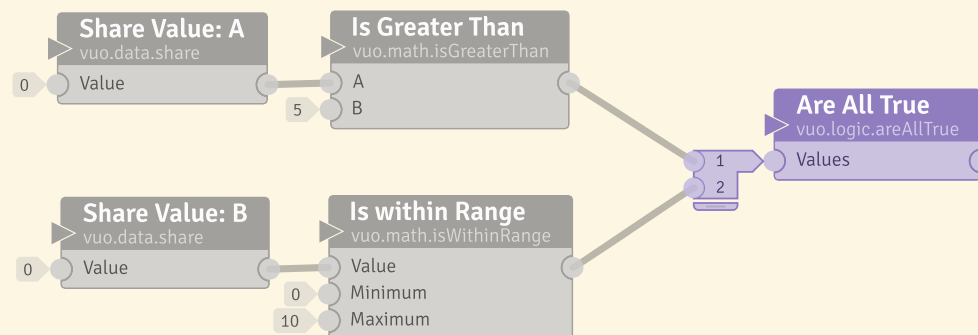 Share Value: A
vuo.data.share
0
Value
Is Greater Than
vuo.math.isGreaterThan
A
5
B
Are All True
vuo.logic.areAllTrue
1
Values
2
Share Value: B
vuo.data.share
0
Value
Is within Range
vuo.math.isWithinRange
Value
0
Minimum
10
Maximum